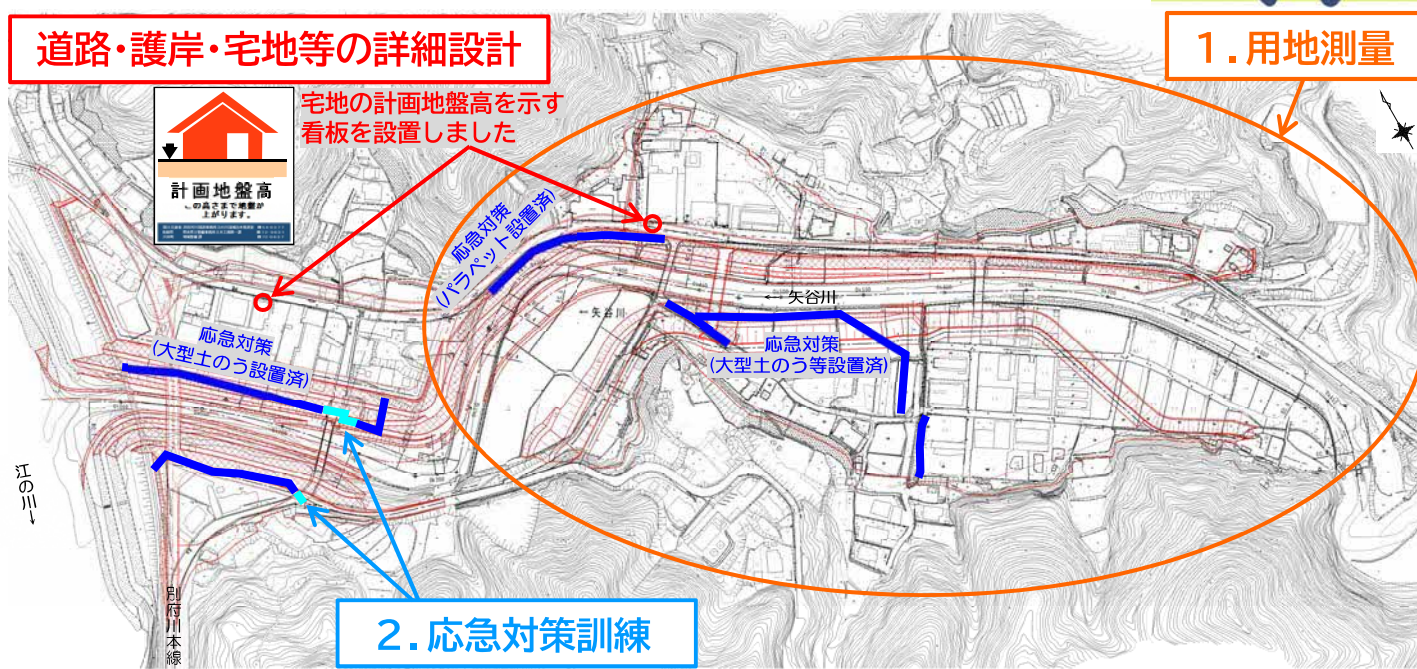 道路・護岸・宅地等の詳細設計
1.用地測量
宅地の計画地盤高を示す
看板を設置しました
計画地盤高
この高さまで地盤が
上がります。
応急対策
(パラペット設置済)
← 矢谷川
← 矢谷川
応急対策
(大型土のう設置済)
応急対策
(大型土のう等設置済)
江の川→
別府川本線
2.応急対策訓練